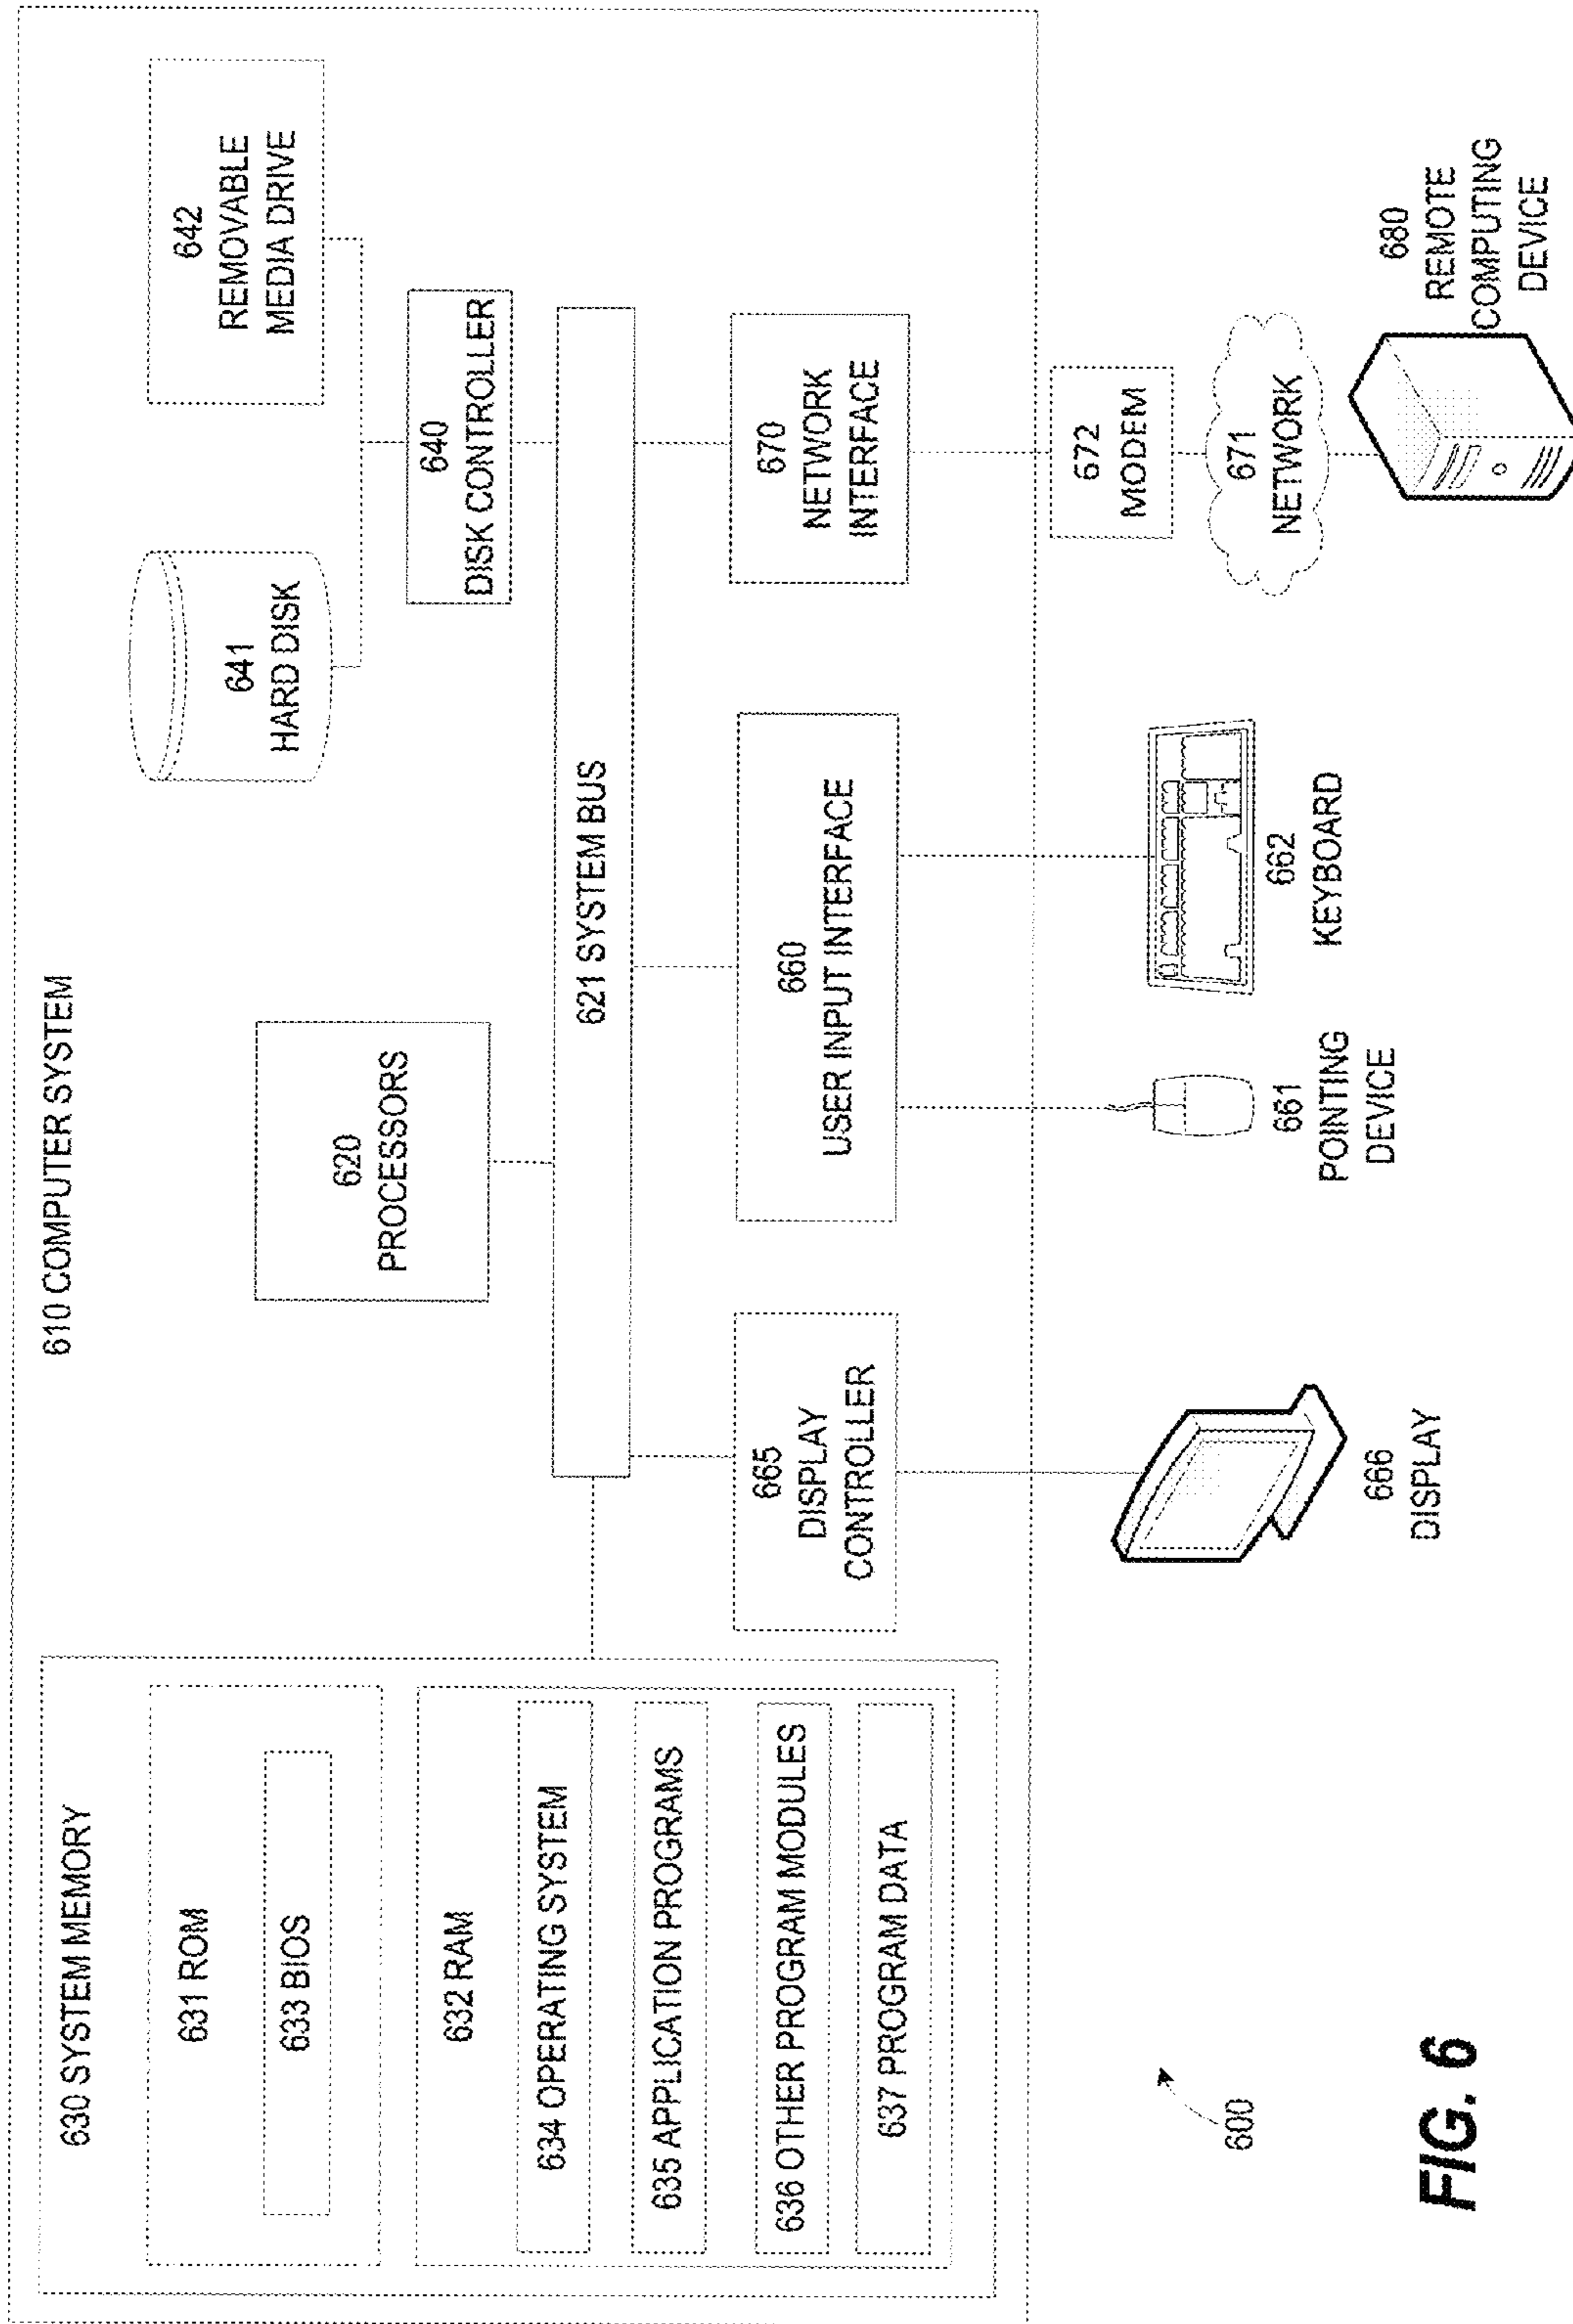 610 COMPUTER SYSTEM
630 SYSTEM MEMORY
631 ROM
633 BIOS
632 RAM
634 OPERATING SYSTEM
635 APPLICATION PROGRAMS
636 OTHER PROGRAM MODULES
637 PROGRAM DATA
620
PROCESSORS
641
HARD DISK
642
REMOVABLE
MEDIA DRIVE
640
DISK CONTROLLER
621 SYSTEM BUS
665
DISPLAY
CONTROLLER
660
USER INPUT INTERFACE
670
NETWORK
INTERFACE
672
MODEM
671
NETWORK
666
DISPLAY
661
POINTING
DEVICE
662
KEYBOARD
680
REMOTE
COMPUTING
DEVICE
600
FIG. 6